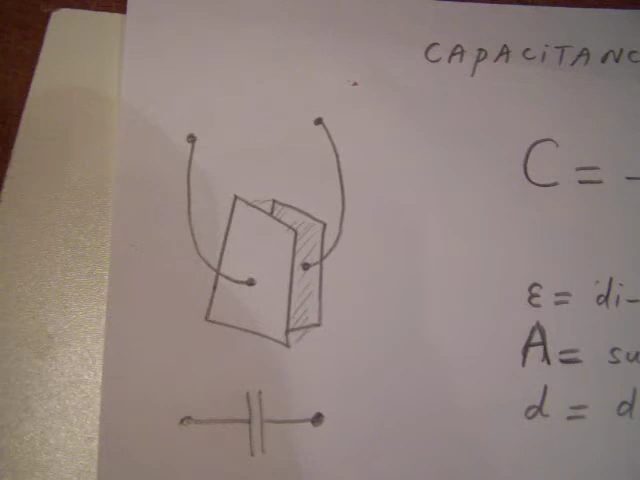 CAPACITANC
C =
ε = di-
A = su
d = d